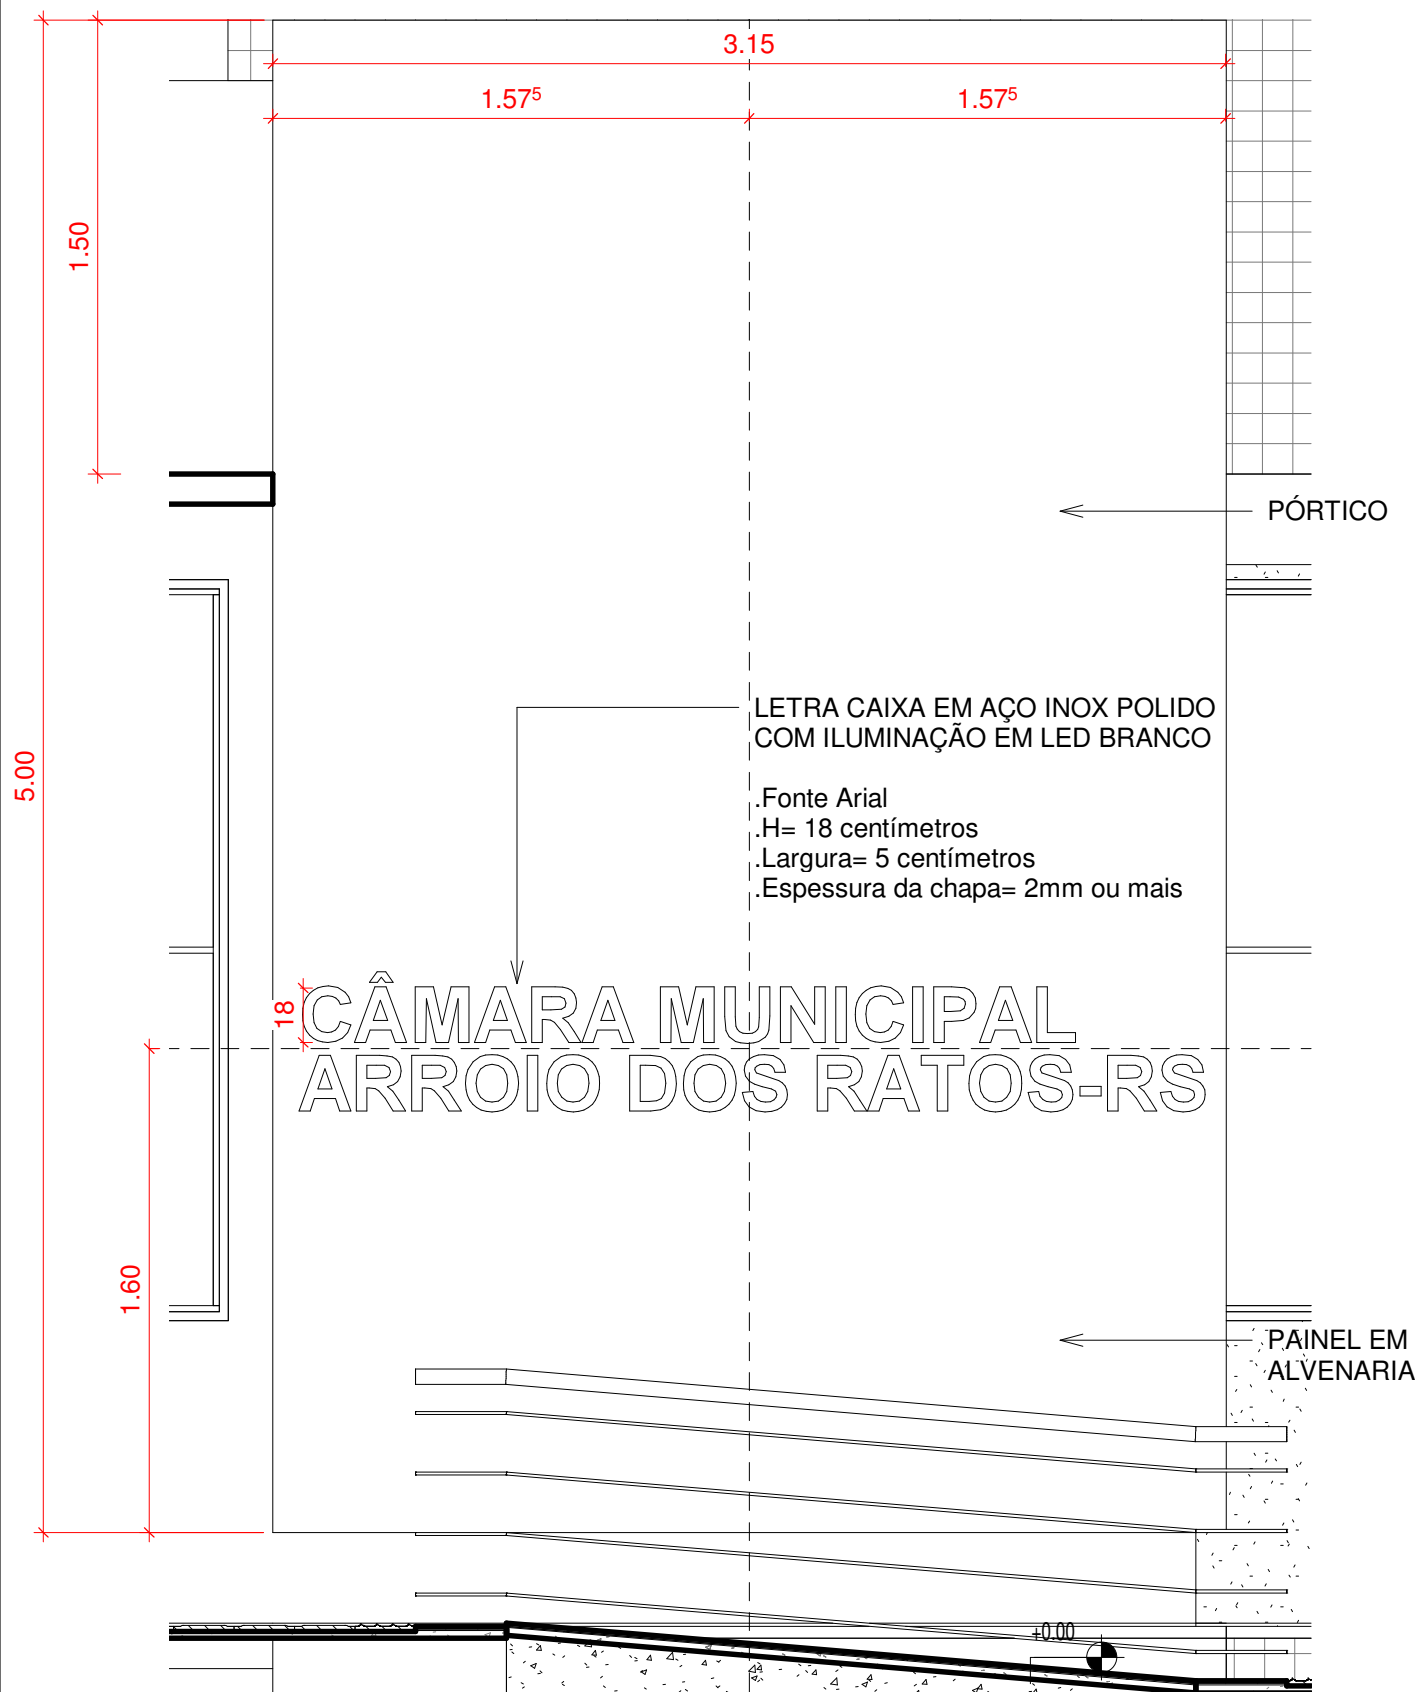 3.15
1.57⁵
1.57⁵
1.50
PÓRTICO
5.00
LETRA CAIXA EM AÇO INOX POLIDO
COM ILUMINAÇÃO EM LED BRANCO
.Fonte Arial
.H= 18 centímetros
.Largura= 5 centímetros
.Espessura da chapa= 2mm ou mais
18
CÂMARA MUNICIPAL
ARROIO DOS RATOS-RS
1.60
PAINEL EM
ALVENARIA
+0.00